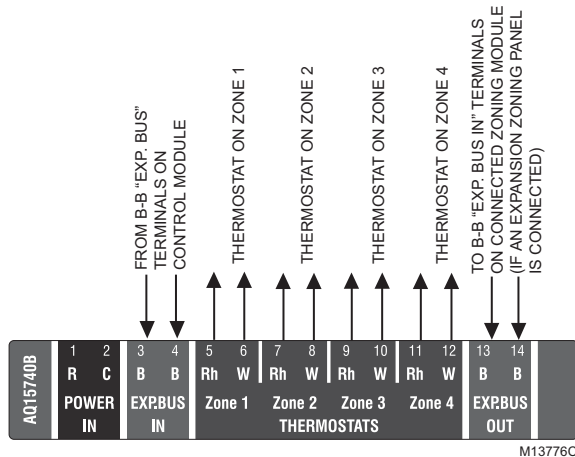 FROM B-B “EXP. BUS”
TERMINALS ON
CONTROL MODULE
THERMOSTAT ON ZONE 1
THERMOSTAT ON ZONE 2
THERMOSTAT ON ZONE 3
THERMOSTAT ON ZONE 4
TO B-B “EXP. BUS IN” TERMINALS
ON CONNECTED ZONING MODULE
(IF AN EXPANSION ZONING PANEL
IS CONNECTED)
AQ15740B
1 2 3 4 5 6 7 8 9 10 11 12 13 14
R C B B Rh W Rh W Rh W Rh W B B
POWER IN
EXP.BUS IN
Zone 1 Zone 2 Zone 3 Zone 4
THERMOSTATS
EXP.BUS OUT
M13776C